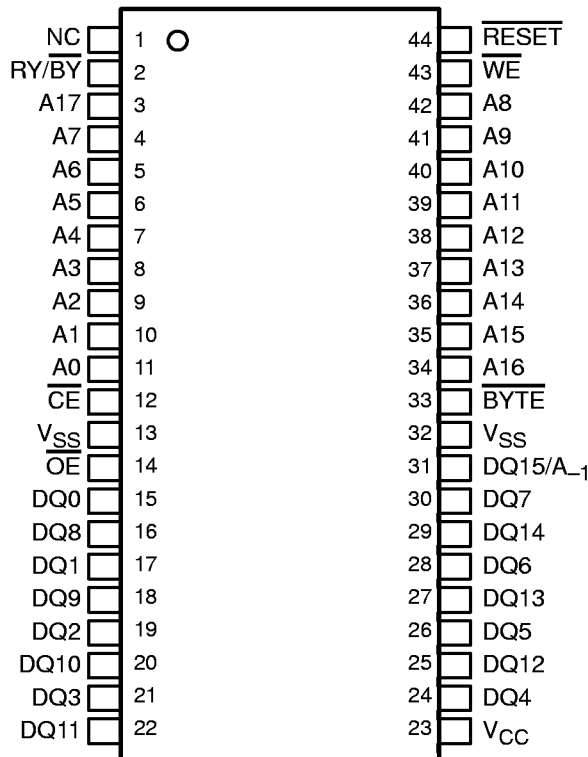 NC 1 44 RESET
RY/BY 2 43 WE
A17 3 42 A8
A7 4 41 A9
A6 5 40 A10
A5 6 39 A11
A4 7 38 A12
A3 8 37 A13
A2 9 36 A14
A1 10 35 A15
A0 11 34 A16
CE 12 33 BYTE
VSS 13 32 VSS
OE 14 31 DQ15/A–1
DQ0 15 30 DQ7
DQ8 16 29 DQ14
DQ1 17 28 DQ6
DQ9 18 27 DQ13
DQ2 19 26 DQ5
DQ10 20 25 DQ12
DQ3 21 24 DQ4
DQ11 22 23 VCC